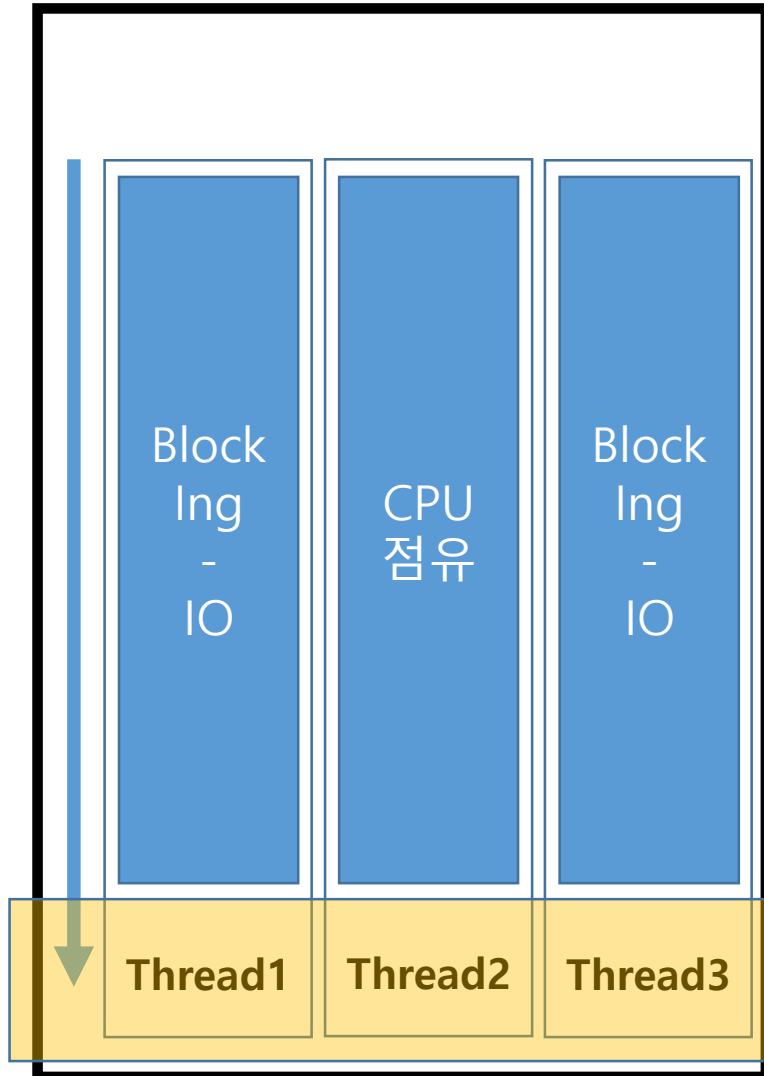 Block
Ing
-
IO
CPU
점유
Block
Ing
-
IO
Thread1
Thread2
Thread3